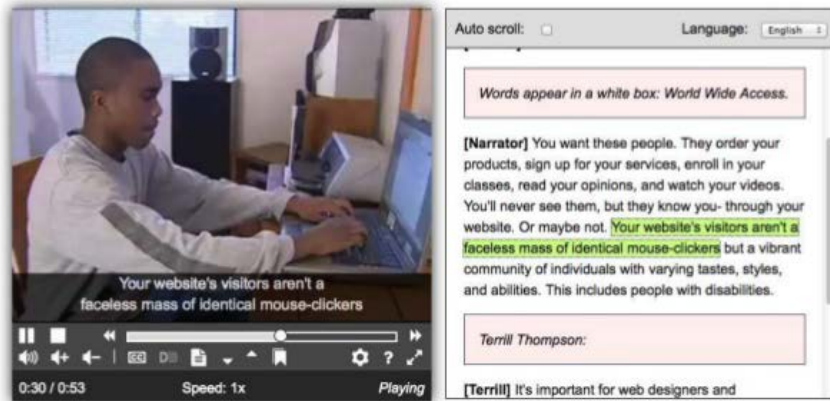 Your website's visitors aren't a
faceless mass of identical mouse-clickers
CC D
0:30 / 0:53 Speed: 1x Playing
Auto scroll: Language: English
Words appear in a white box: World Wide Access.
[Narrator] You want these people. They order your
products, sign up for your services, enroll in your
classes, read your opinions, and watch your videos.
You'll never see them, but they know you- through your
website. Or maybe not. Your website's visitors aren't a
faceless mass of identical mouse-clickers but a vibrant
community of individuals with varying tastes, styles,
and abilities. This includes people with disabilities.
Terrill Thompson:
[Terrill] It's important for web designers and